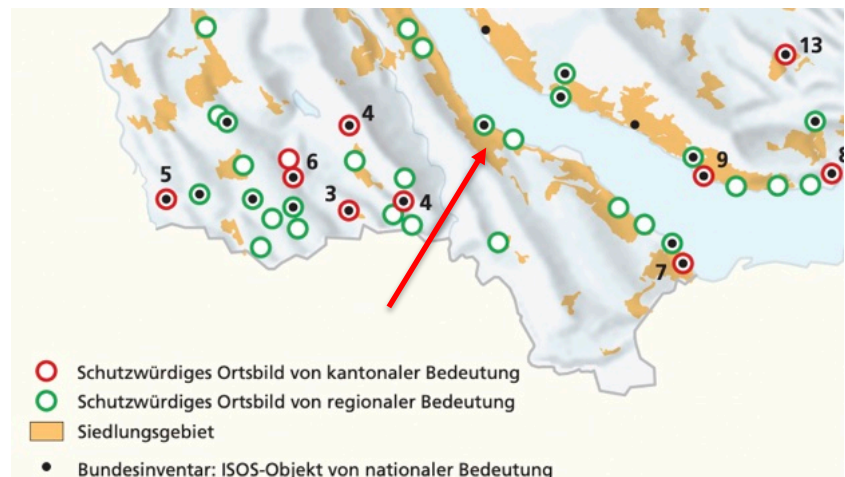 13
4
6
5
9
8
3
4
7
Schutzwürdiges Ortsbild von kantonaler Bedeutung
Schutzwürdiges Ortsbild von regionaler Bedeutung
Siedlungsgebiet
Bundesinventar: ISOS-Objekt von nationaler Bedeutung